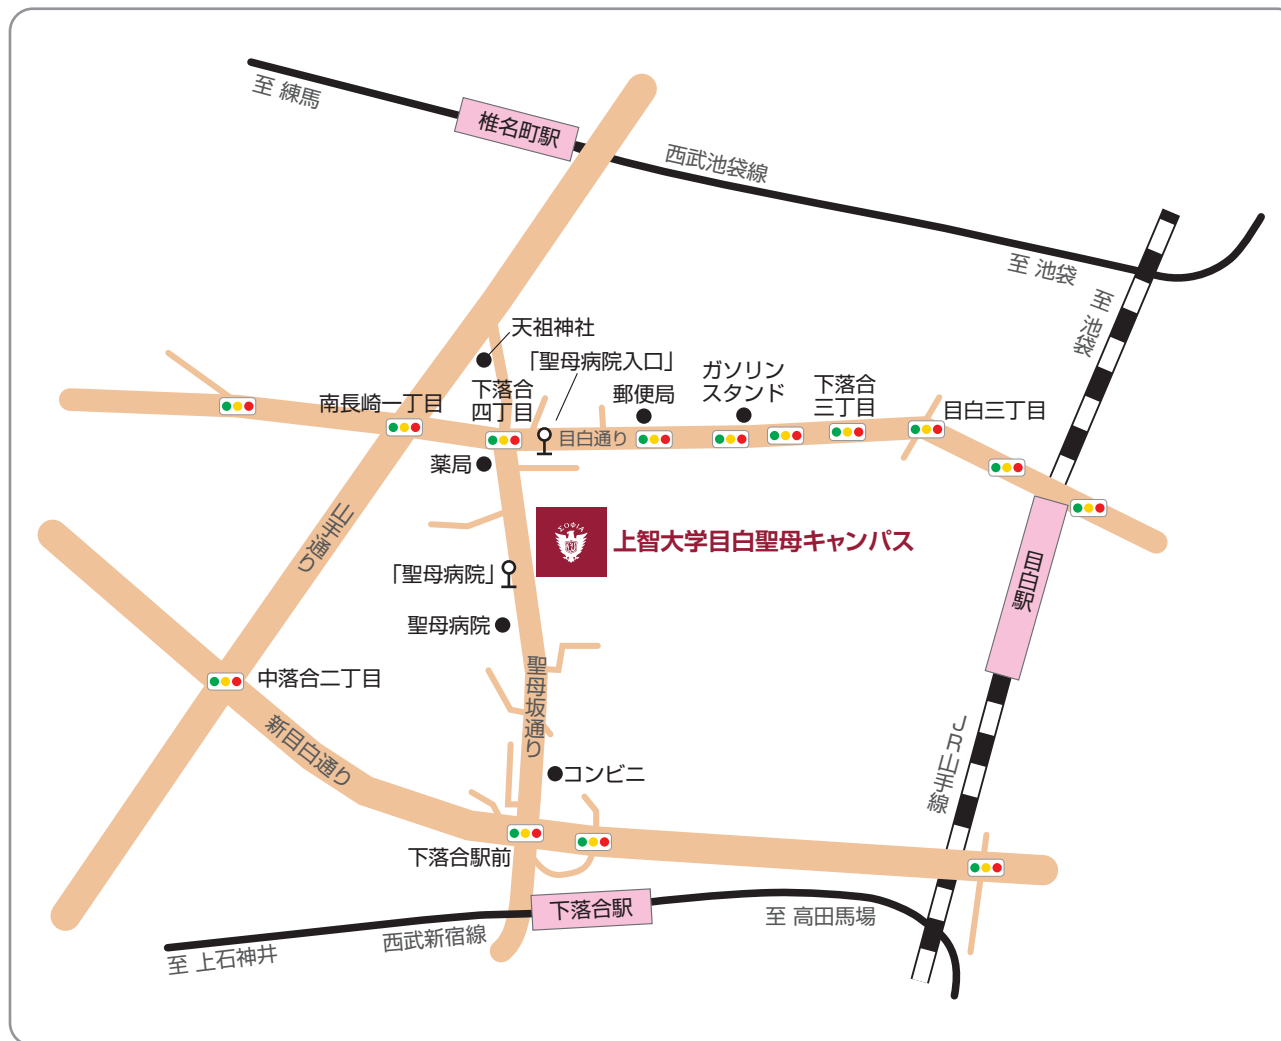 至 練馬
椎名町駅
西武池袋線
至 池袋
至 池袋
天祖神社
「聖母病院入口」
ガソリン
スタンド
郵便局
下落合
四丁目
下落合
三丁目
目白三丁目
南長崎一丁目
目白通り
薬局
山手通り
ΣΟΦΙΑ
上智大学目白聖母キャンパス
「聖母病院」
目白駅
聖母病院
中落合二丁目
聖母坂通り
新目白通り
JR山手線
コンビニ
下落合駅前
下落合駅
至 高田馬場
西武新宿線
至 上石神井